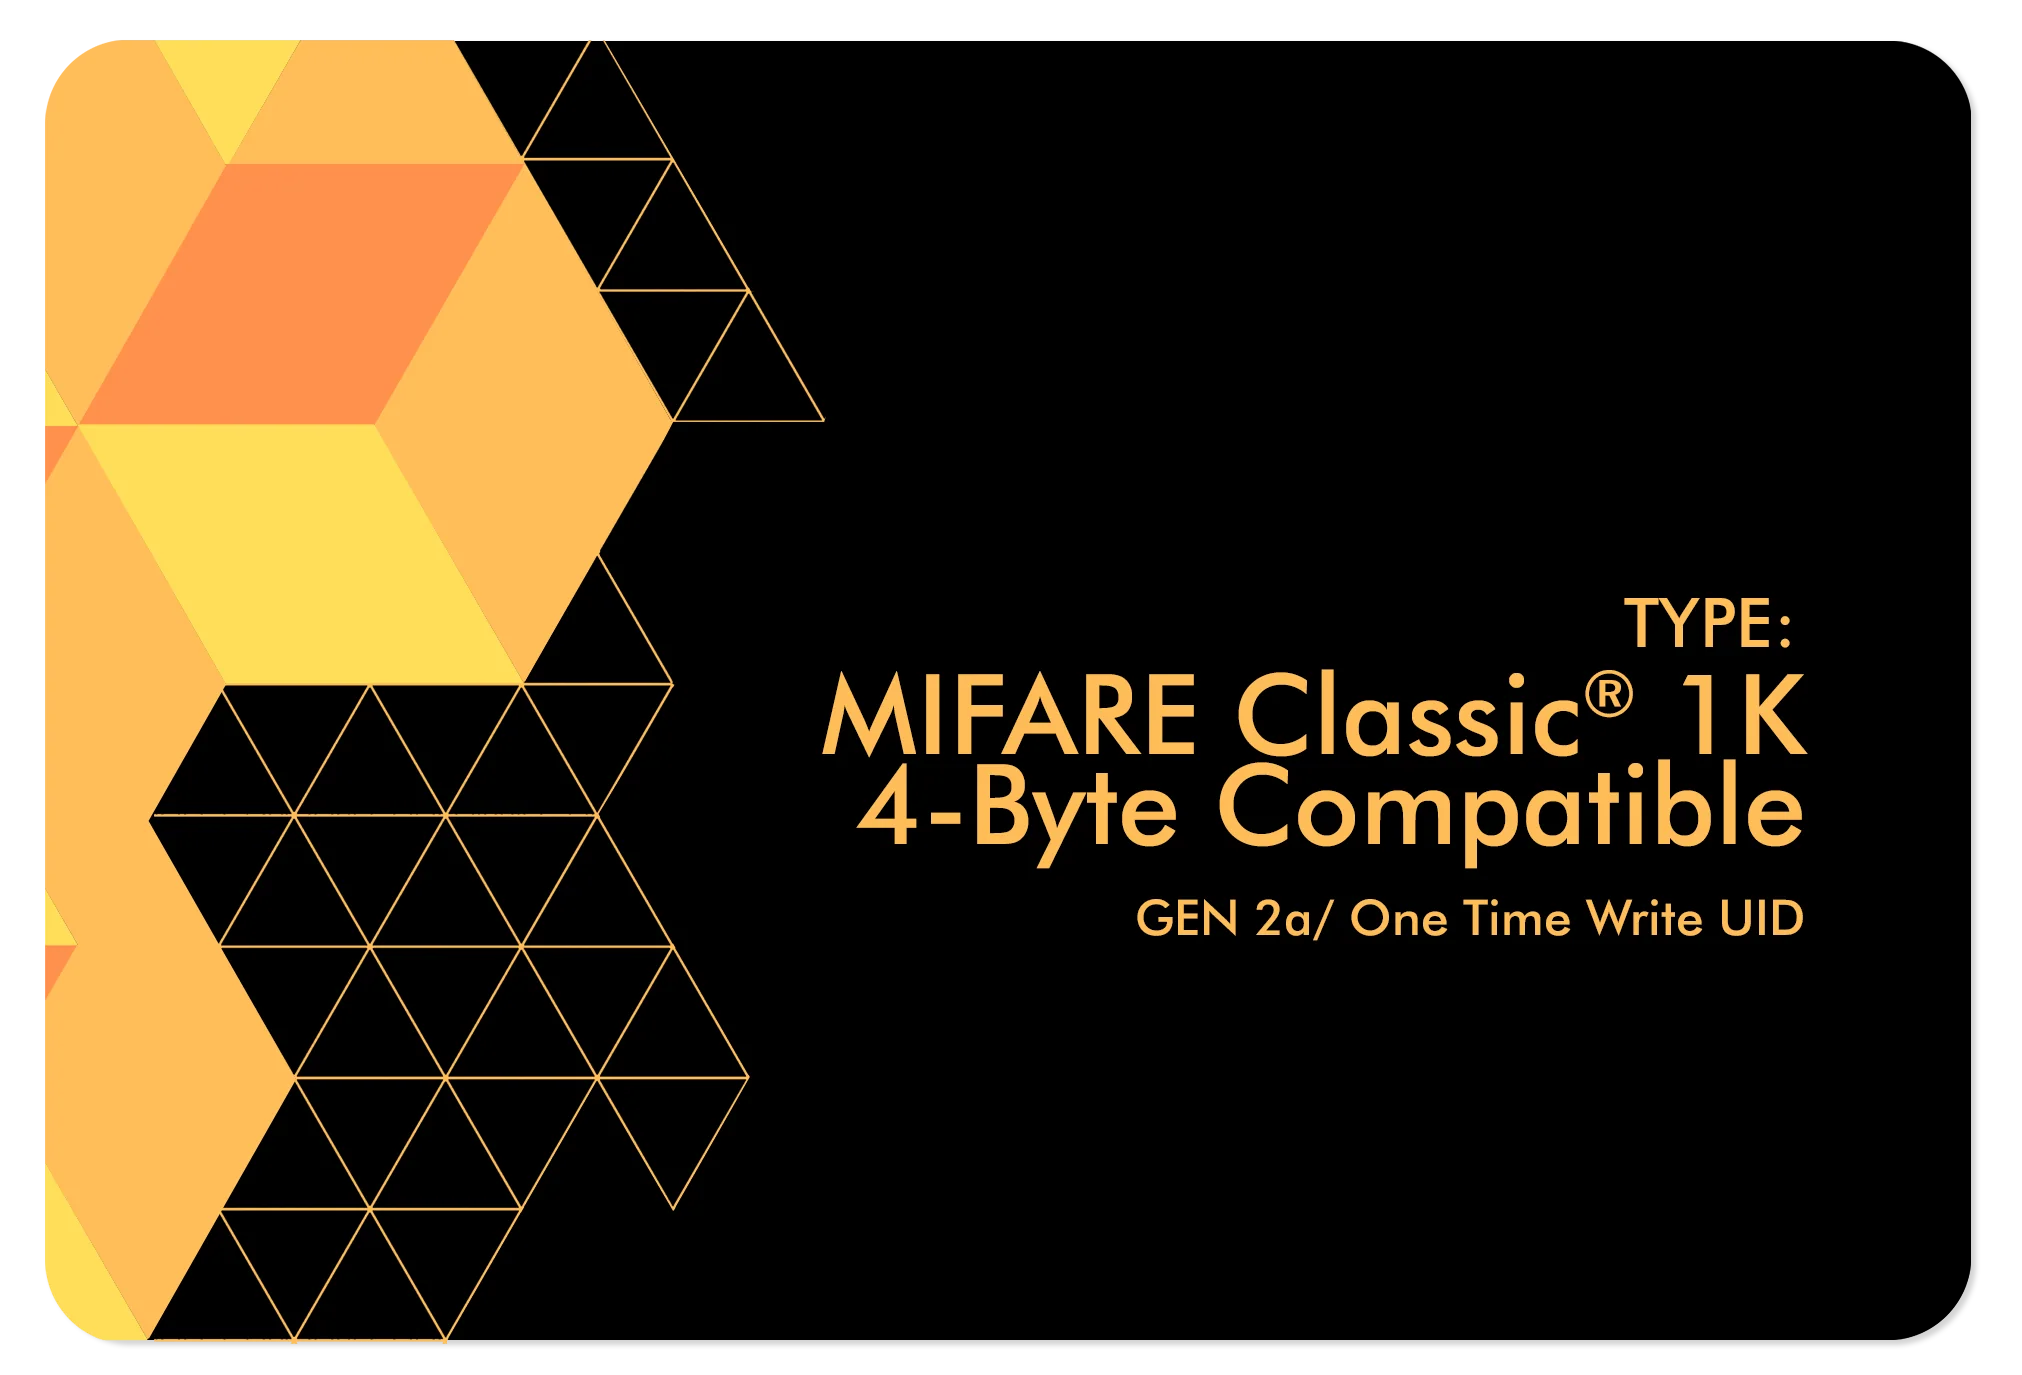 TYPE:
MIFARE Classic® 1K
4-Byte Compatible
GEN 2a/ One Time Write UID